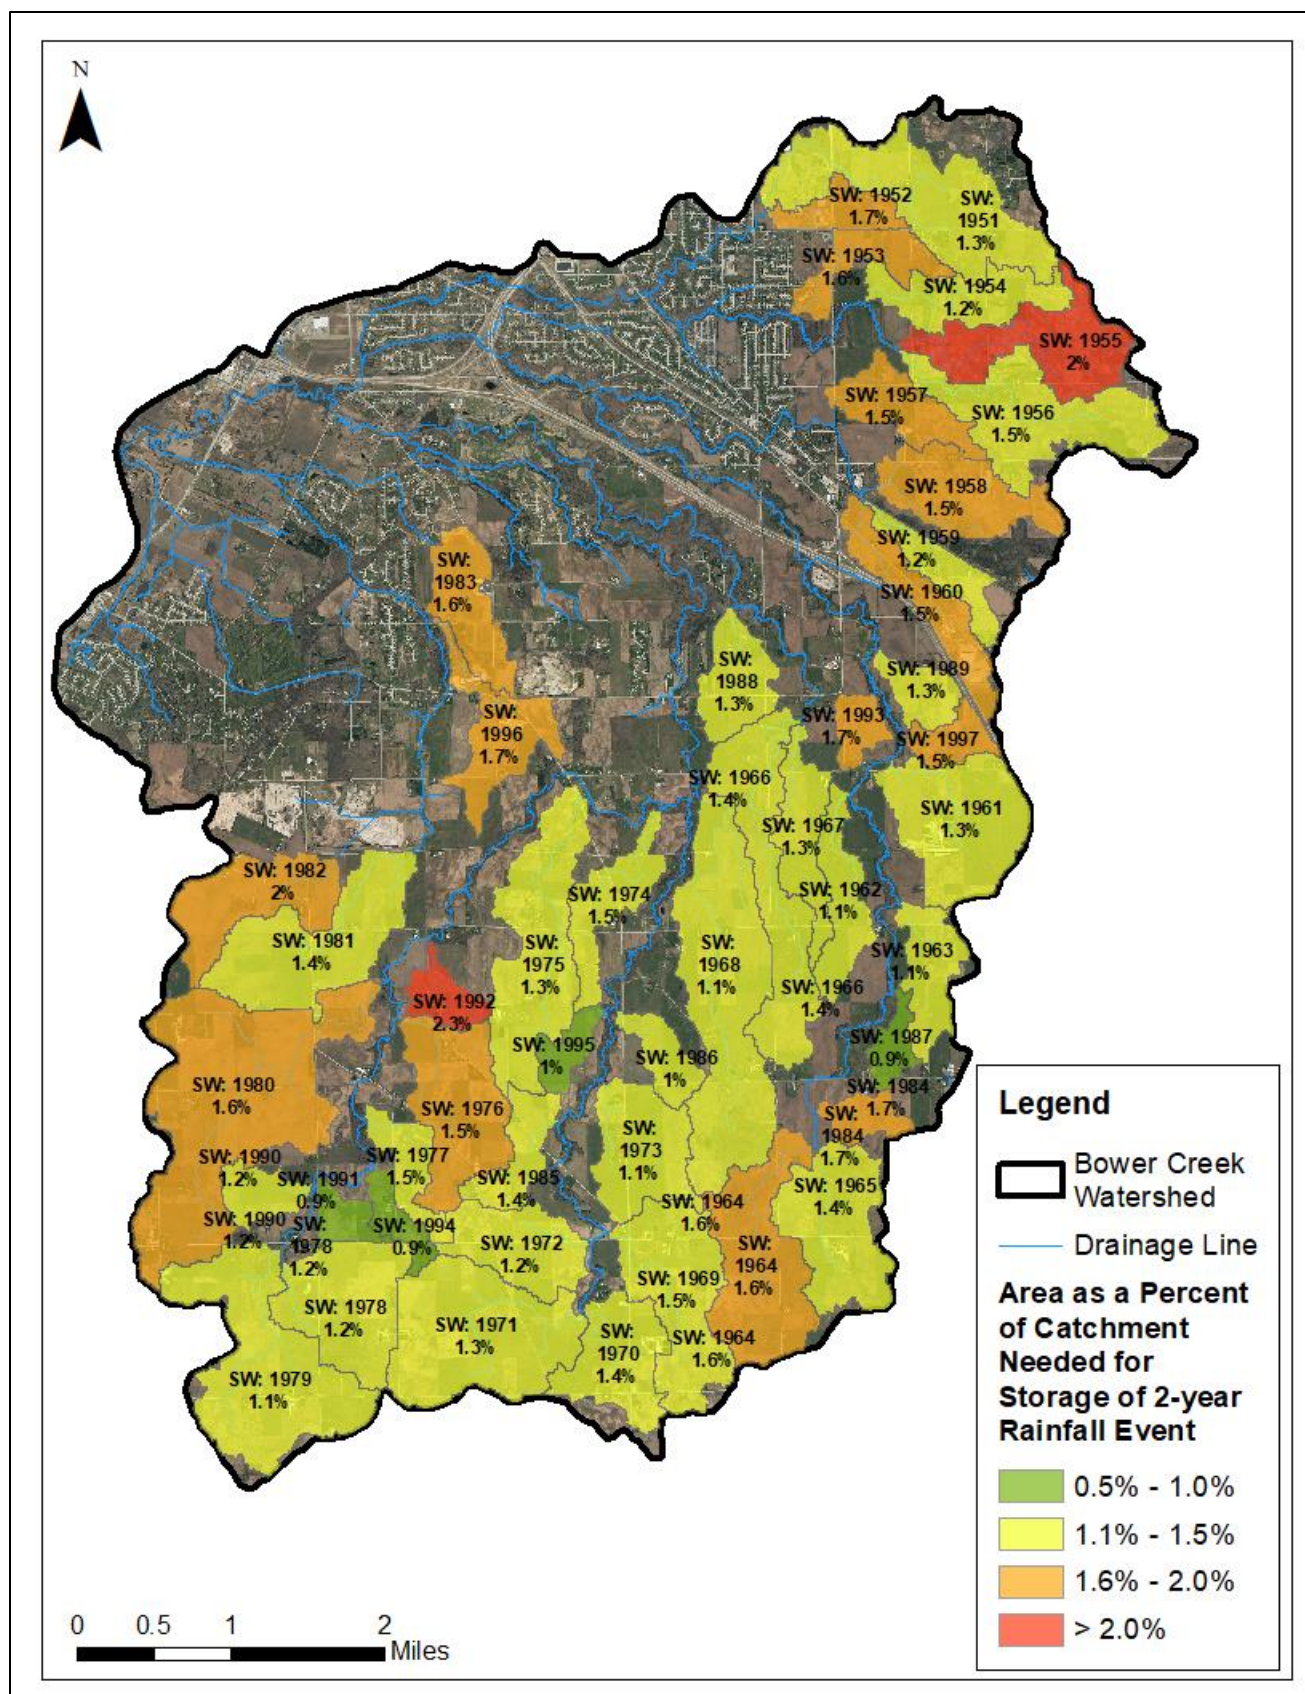 N
SW: 1952
1.7%
SW:
1951
1.3%
SW: 1953
1.6%
SW: 1954
1.2%
SW: 1955
2%
SW: 1957
1.5%
SW: 1956
1.5%
SW: 1958
1.5%
SW: 1959
1.2%
SW:
1983
1.6%
SW: 1960
1.5%
SW:
1988
1.3%
SW: 1989
1.3%
SW:
1996
1.7%
SW: 1993
1.7%
SW: 1997
1.5%
SW: 1966
1.4%
SW: 1961
1.3%
SW: 1967
1.3%
SW: 1982
2%
SW: 1974
1.5%
SW: 1962
1.1%
SW: 1981
1.4%
SW:
1975
1.3%
SW:
1968
1.1%
SW: 1963
1.1%
SW: 1992
2.3%
SW: 1966
1.4%
SW: 1995
1%
SW: 1986
1%
SW: 1987
0.9%
SW: 1980
1.6%
SW: 1984
1.7%
SW: 1976
1.5%
SW:
1984
1.7%
SW:
1973
1.1%
SW: 1990
1.2%
SW: 1977
1.5%
SW: 1991
0.9%
SW: 1985
1.4%
SW: 1965
1.4%
SW: 1964
1.6%
SW: 1990
1.2%
SW:
1978
1.2%
SW: 1994
0.9%
SW: 1972
1.2%
SW:
1964
1.6%
SW: 1969
1.5%
SW: 1978
1.2%
SW: 1971
1.3%
SW:
1970
1.4%
SW: 1964
1.6%
SW: 1979
1.1%
Legend
Bower Creek
Watershed
Drainage Line
Area as a Percent
of Catchment
Needed for
Storage of 2-year
Rainfall Event
0.5% - 1.0%
1.1% - 1.5%
1.6% - 2.0%
> 2.0%
0 0.5 1 2
Miles